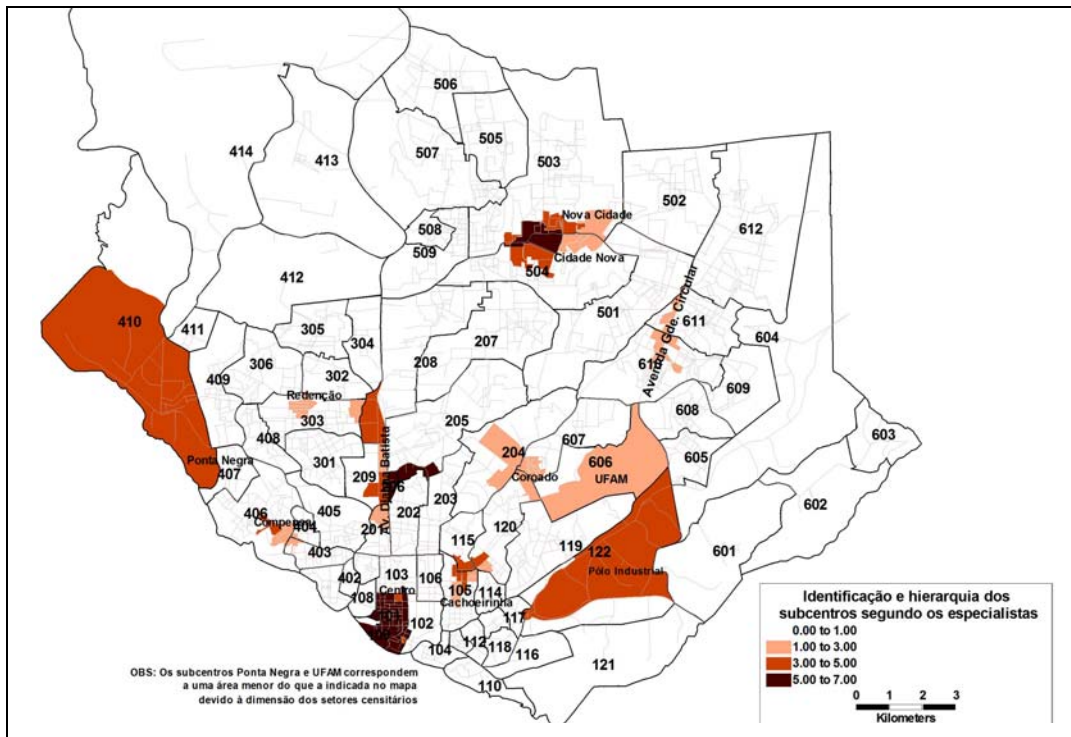 506
505
414
413
507
503
502
Nova Cidade
612
508
509
Cidade Nova
504
412
410
501
611
Avenida Gde. Circular
604
305
304
411
207
208
306
302
409
609
Redenção
303
608
205
408
607
204
603
301
606
605
Ponta Negra
407
209
Av. Djalma Batista
Coroado
UFAM
203
202
602
406
405
Compensa
404
201
120
115
119
122
601
403
103
106
Pólo Industrial
402
Centro
105
114
108
Cachoeirinha
102
117
112
118
104
116
121
110
OBS: Os subcentros Ponta Negra e UFAM correspondem
a uma área menor do que a indicada no mapa
devido à dimensão dos setores censitários
Identificação e hierarquia dos
subcentros segundo os especialistas
0.00 to 1.00
1.00 to 3.00
3.00 to 5.00
5.00 to 7.00
0 1 2 3
Kilometers